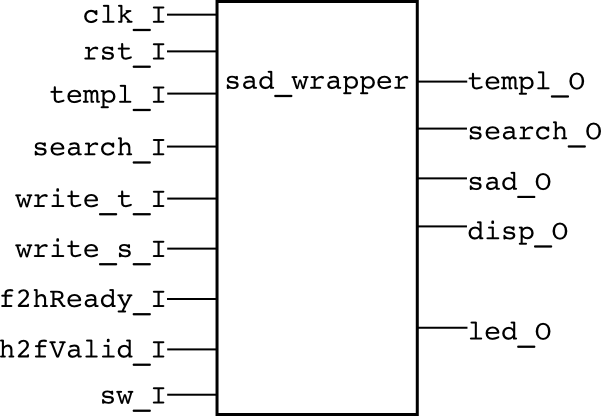 clk_I
rst_I
templ_I
search_I
write_t_I
write_s_I
f2hReady_I
h2fValid_I
sw_I
sad_wrapper
templ_O
search_O
sad_O
disp_O
led_O